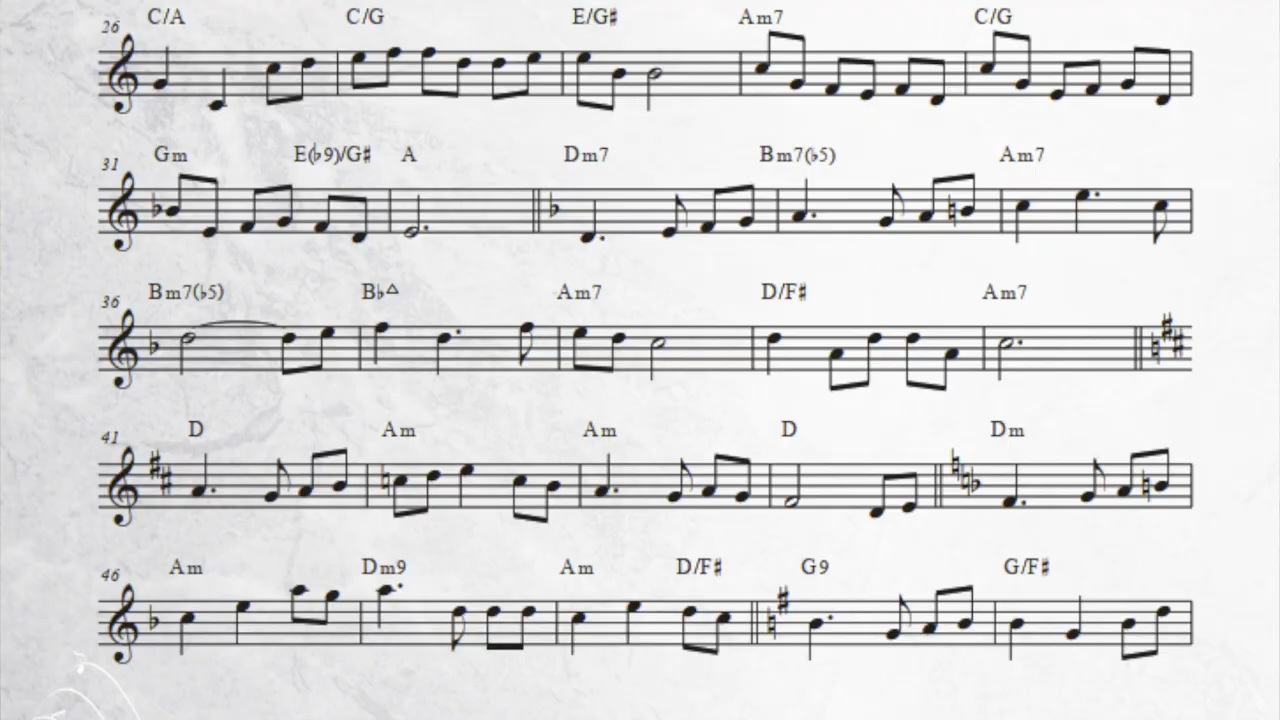 C/A C/G E/G♯ Am7 C/G
26
Gm E(♭9)/G♯ A Dm7 Bm7(♭5) Am7
31
Bm7(♭5) B♭△ Am7 D/F♯ Am7
36
D Am Am D Dm
41
Am Dm9 Am D/F♯ G9 G/F♯
46